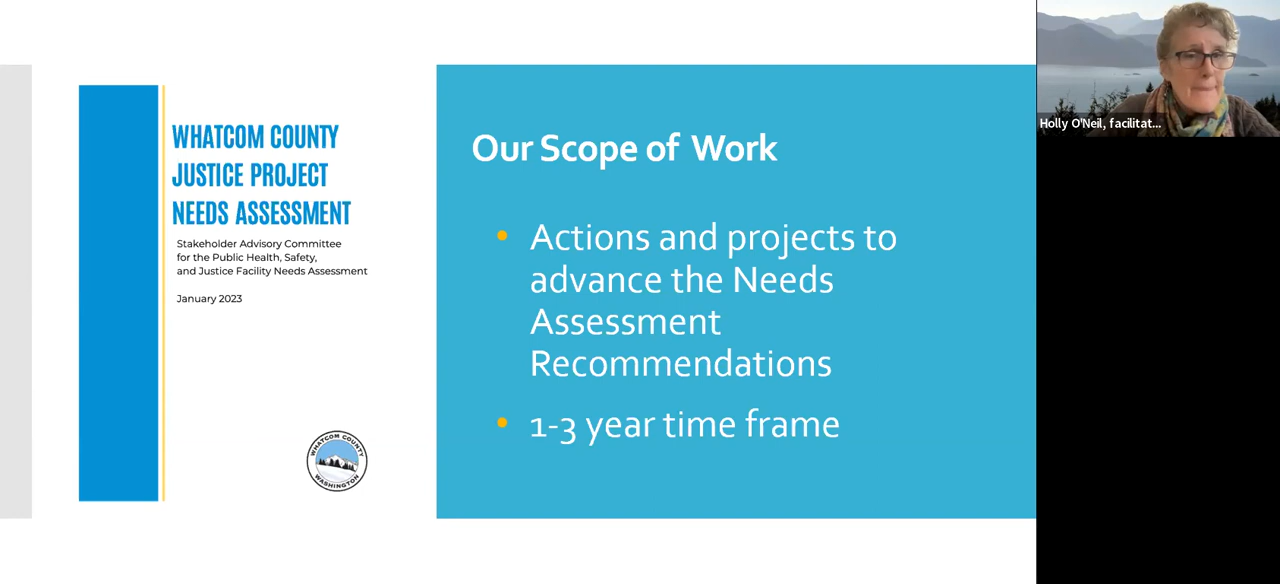 WHATCOM COUNTY
JUSTICE PROJECT
NEEDS ASSESSMENT
Stakeholder Advisory Committee
for the Public Health, Safety,
and Justice Facility Needs Assessment
January 2023
WHATCOM COUNTY
WASHINGTON
Our Scope of Work
• Actions and projects to
advance the Needs
Assessment
Recommendations
• 1-3 year time frame
Holly O'Neil, facilitat...